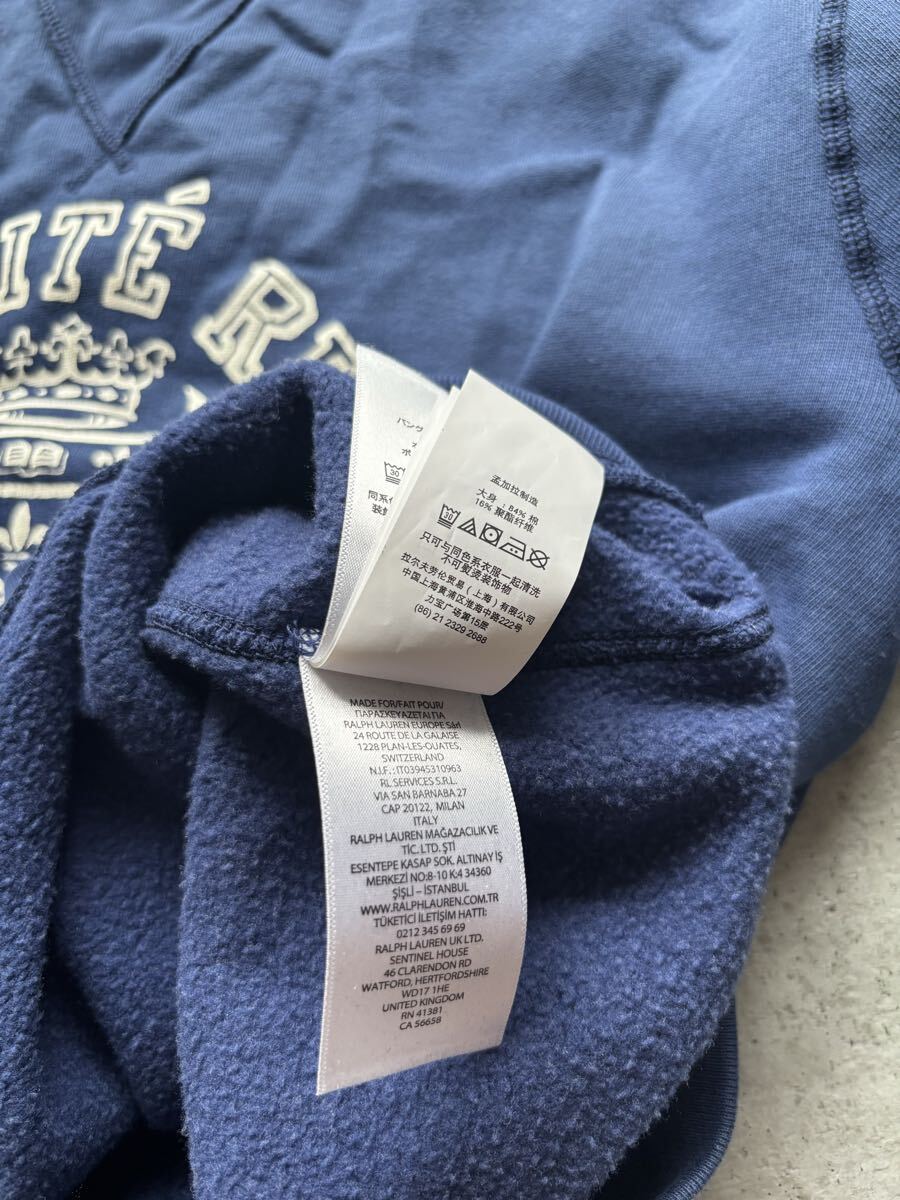 ITÉ RE
バング
30
同系
孟加拉制造
大身 : 84% 棉
16% 聚酯纤维
30
只可与同色系衣服一起清洗
不可熨烫装饰物
拉尔夫劳伦贸易（上海）有限公司
中国上海黄浦区淮海中路222号
力宝广场第15层
(86) 21 2329 2688
MADE FOR/FAIT POUR/
ΠΑΡΑΣΚΕΥΑΖΕΤΑΙ ΓΙΑ
RALPH LAUREN EUROPE Sàrl
24 ROUTE DE LA GALAISE
1228 PLAN-LES-OUATES,
SWITZERLAND
N.I.F.: IT03945310963
RL SERVICES S.R.L.
VIA SAN BARNABA 27
CAP 20122, MILAN
ITALY
RALPH LAUREN MAĞAZACILIK VE
TİC. LTD. ŞTİ
ESENTEPE KASAP SOK. ALTINAY İŞ
MERKEZİ NO:8-10 K:4 34360
ŞİŞLİ – İSTANBUL
WWW.RALPHLAUREN.COM.TR
TÜKETİCİ İLETİŞİM HATTI:
0212 345 69 69
RALPH LAUREN UK LTD.
SENTINEL HOUSE
46 CLARENDON RD
WATFORD, HERTFORDSHIRE
WD17 1HE
UNITED KINGDOM
RN 41381
CA 56658